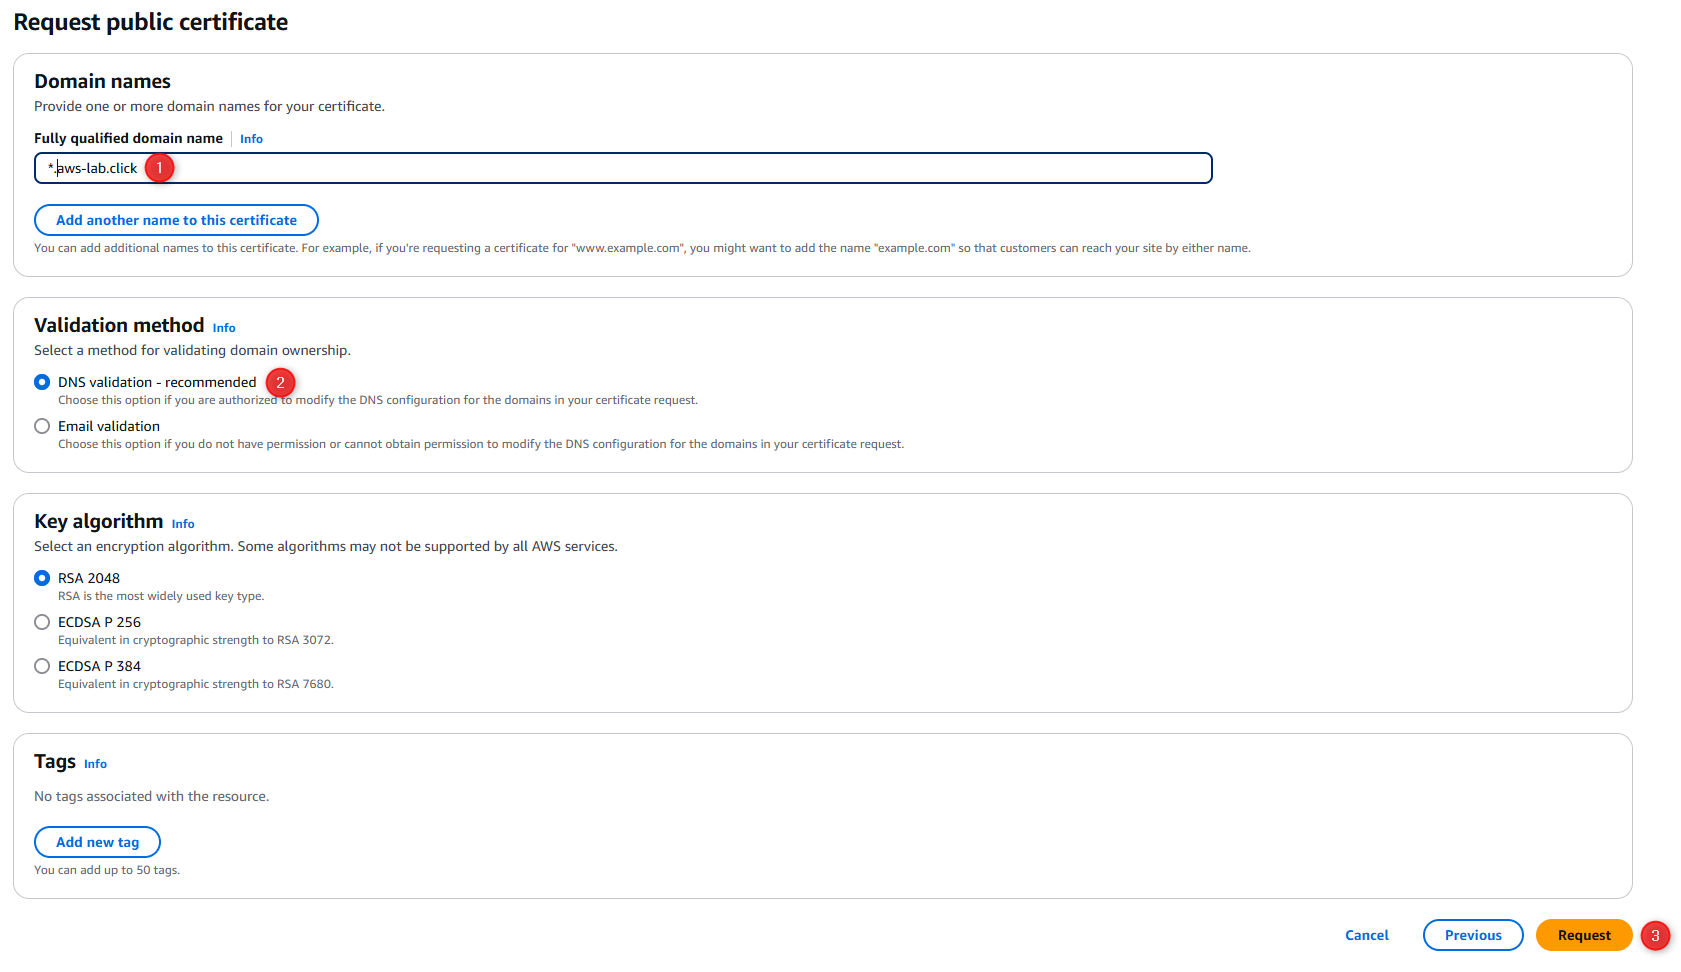 Request public certificate
Domain names
Provide one or more domain names for your certificate.
Fully qualified domain name Info
*.aws-lab.click 1
Add another name to this certificate
You can add additional names to this certificate. For example, if you're requesting a certificate for "www.example.com", you might want to add the name "example.com" so that customers can reach your site by either name.
Validation method Info
Select a method for validating domain ownership.
DNS validation - recommended 2
Choose this option if you are authorized to modify the DNS configuration for the domains in your certificate request.
Email validation
Choose this option if you do not have permission or cannot obtain permission to modify the DNS configuration for the domains in your certificate request.
Key algorithm Info
Select an encryption algorithm. Some algorithms may not be supported by all AWS services.
RSA 2048
RSA is the most widely used key type.
ECDSA P 256
Equivalent in cryptographic strength to RSA 3072.
ECDSA P 384
Equivalent in cryptographic strength to RSA 7680.
Tags Info
No tags associated with the resource.
Add new tag
You can add up to 50 tags.
Cancel Previous Request 3